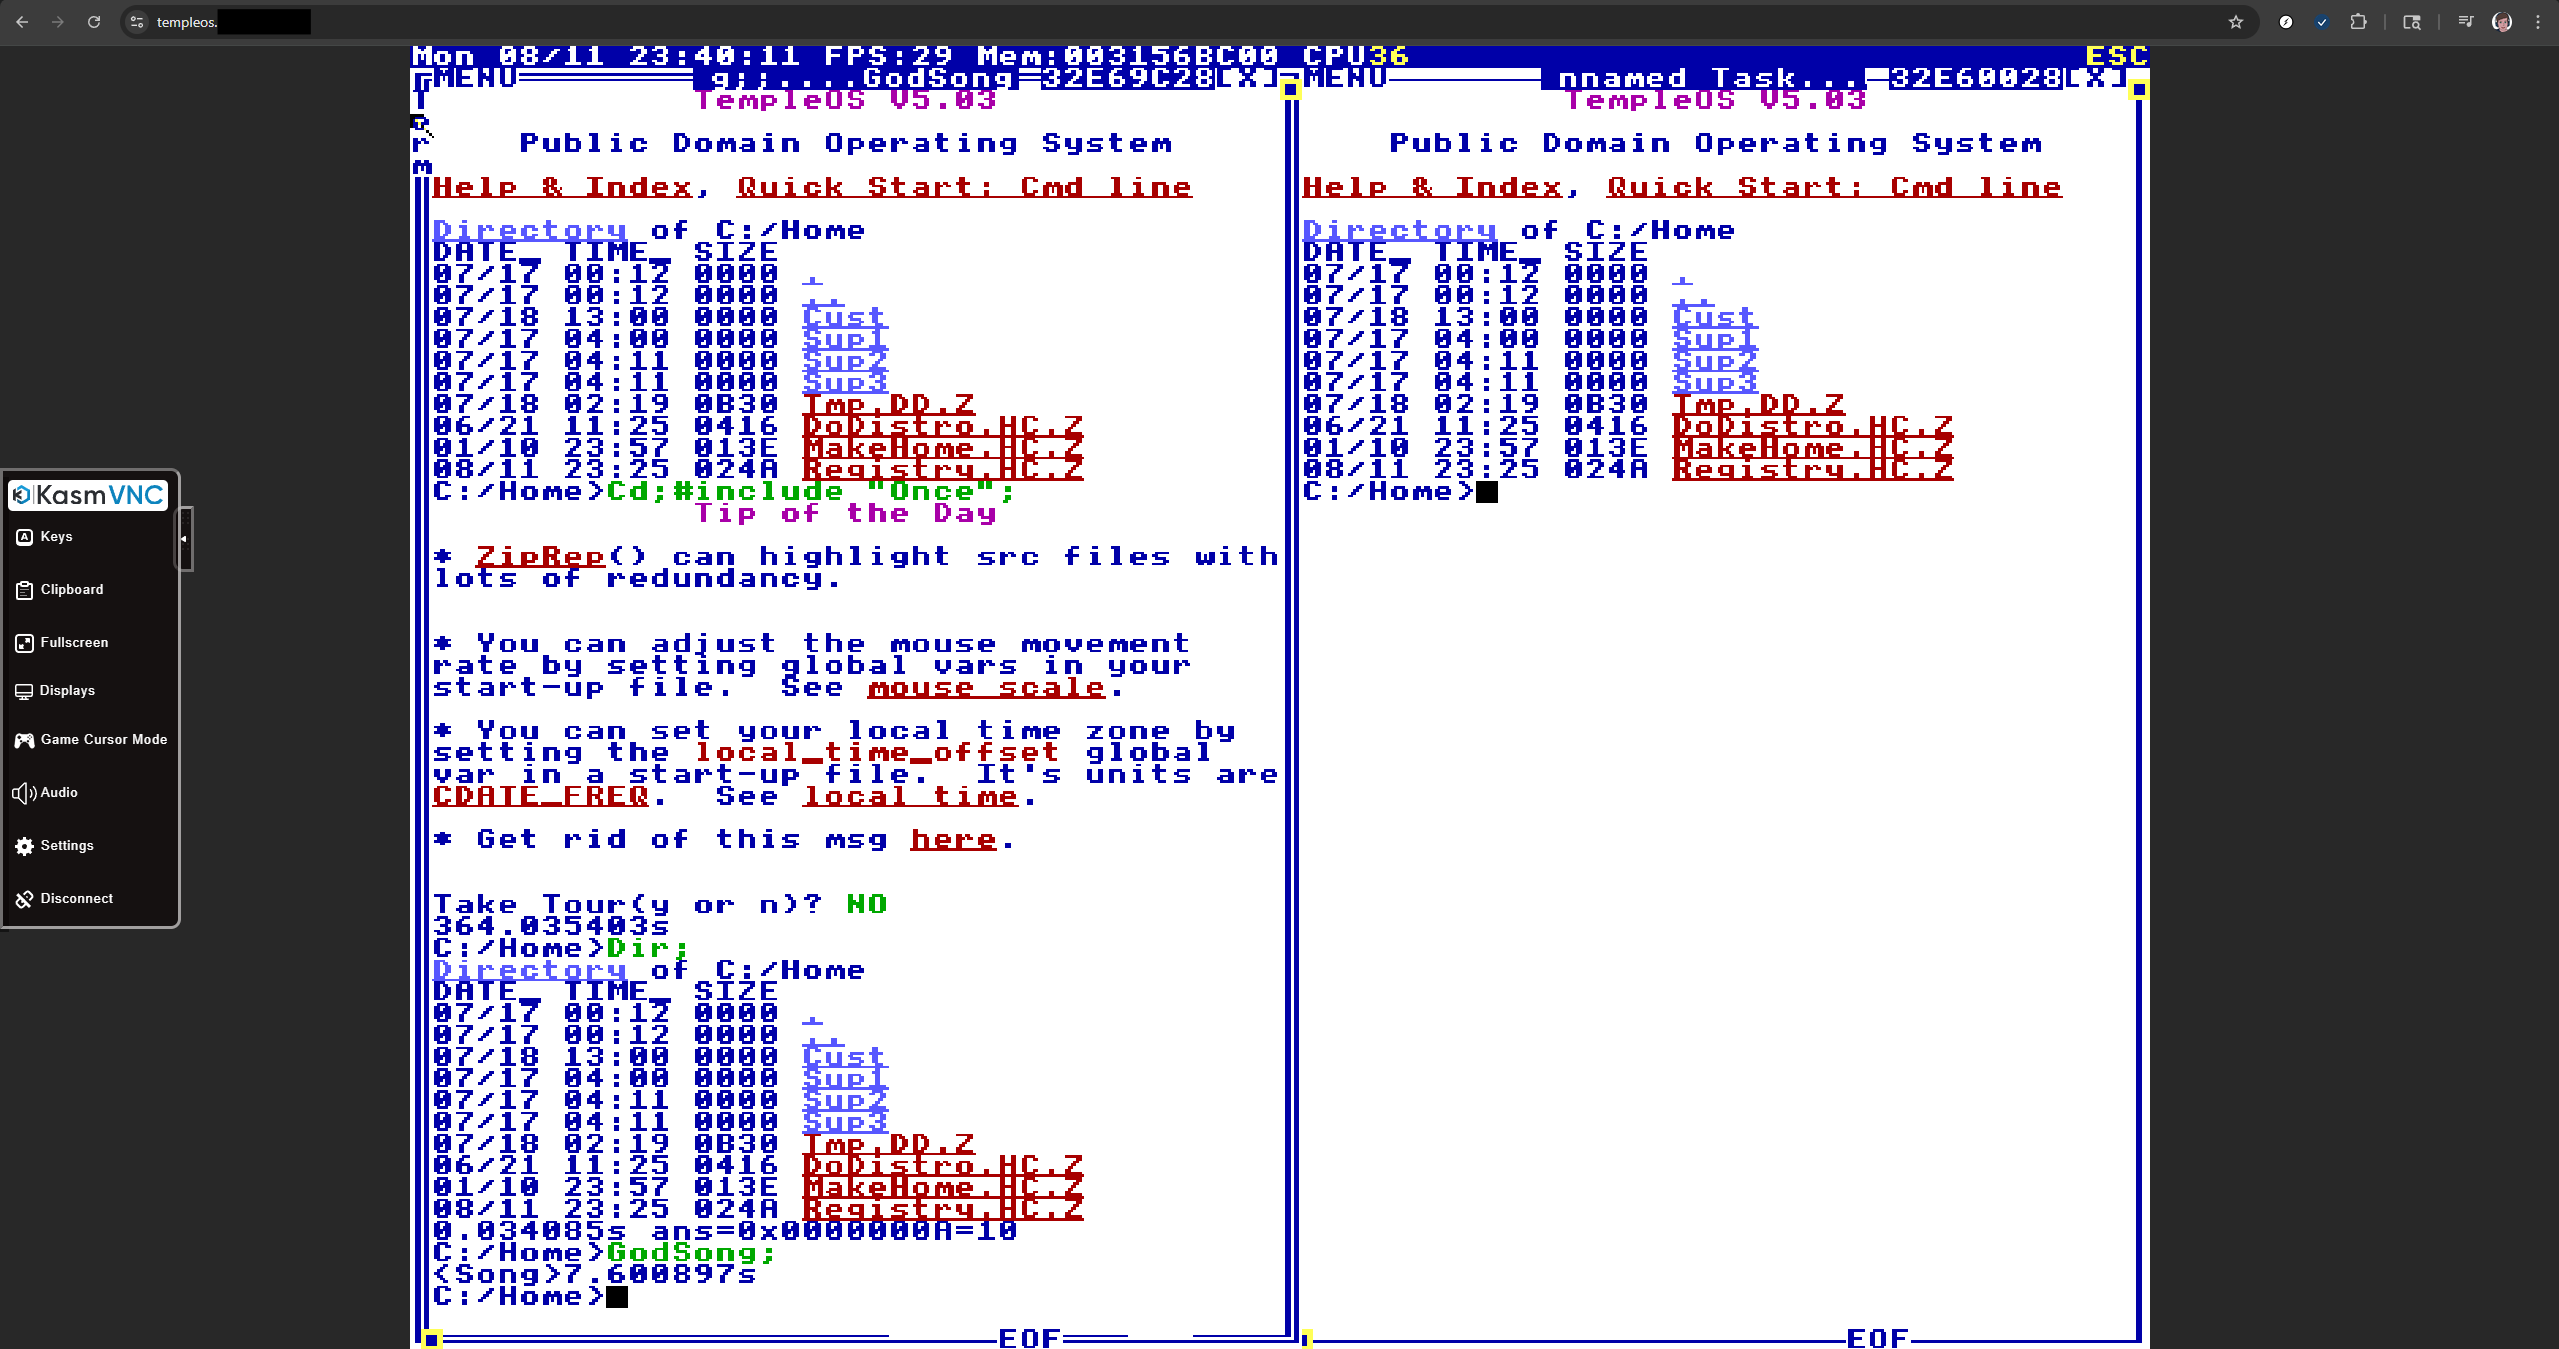 templeos.
Mon 08/11 23:40:11 FPS:29 Mem:003156BC00 CPU36 ESC
MENU g;;....GodSong 32E69C28[X]
Term
TempleOS V5.03
Public Domain Operating System
Help & Index, Quick Start: Cmd line
Directory of C:/Home
DATE_ TIME_ SIZE
07/17 00:12 0000 .
07/17 00:12 0000 ..
07/18 13:00 0000 Cust
07/17 04:00 0000 Sup1
07/17 04:11 0000 Sup2
07/17 04:11 0000 Sup3
07/18 02:19 0B30 Tmp.DD.Z
06/21 11:25 0416 DoDistro.HC.Z
01/10 23:57 013E MakeHome.HC.Z
08/11 23:25 024A Registry.HC.Z
C:/Home>Cd;#include "Once";
Tip of the Day
* ZipRep() can highlight src files with
lots of redundancy.
* You can adjust the mouse movement
rate by setting global vars in your
start-up file. See mouse scale.
* You can set your local time zone by
setting the local_time_offset global
var in a start-up file. It's units are
CDATE_FREQ. See local time.
* Get rid of this msg here.
Take Tour(y or n)? NO
364.035403s
C:/Home>Dir;
Directory of C:/Home
DATE_ TIME_ SIZE
07/17 00:12 0000 .
07/17 00:12 0000 ..
07/18 13:00 0000 Cust
07/17 04:00 0000 Sup1
07/17 04:11 0000 Sup2
07/17 04:11 0000 Sup3
07/18 02:19 0B30 Tmp.DD.Z
06/21 11:25 0416 DoDistro.HC.Z
01/10 23:57 013E MakeHome.HC.Z
08/11 23:25 024A Registry.HC.Z
0.034085s ans=0x0000000A=10
C:/Home>GodSong;
<Song>7.600897s
C:/Home>
EOF
MENU nnamed Task... 32E60028[X]
TempleOS V5.03
Public Domain Operating System
Help & Index, Quick Start: Cmd line
Directory of C:/Home
DATE_ TIME_ SIZE
07/17 00:12 0000 .
07/17 00:12 0000 ..
07/18 13:00 0000 Cust
07/17 04:00 0000 Sup1
07/17 04:11 0000 Sup2
07/17 04:11 0000 Sup3
07/18 02:19 0B30 Tmp.DD.Z
06/21 11:25 0416 DoDistro.HC.Z
01/10 23:57 013E MakeHome.HC.Z
08/11 23:25 024A Registry.HC.Z
C:/Home>
EOF
KasmVNC
Keys
Clipboard
Fullscreen
Displays
Game Cursor Mode
Audio
Settings
Disconnect